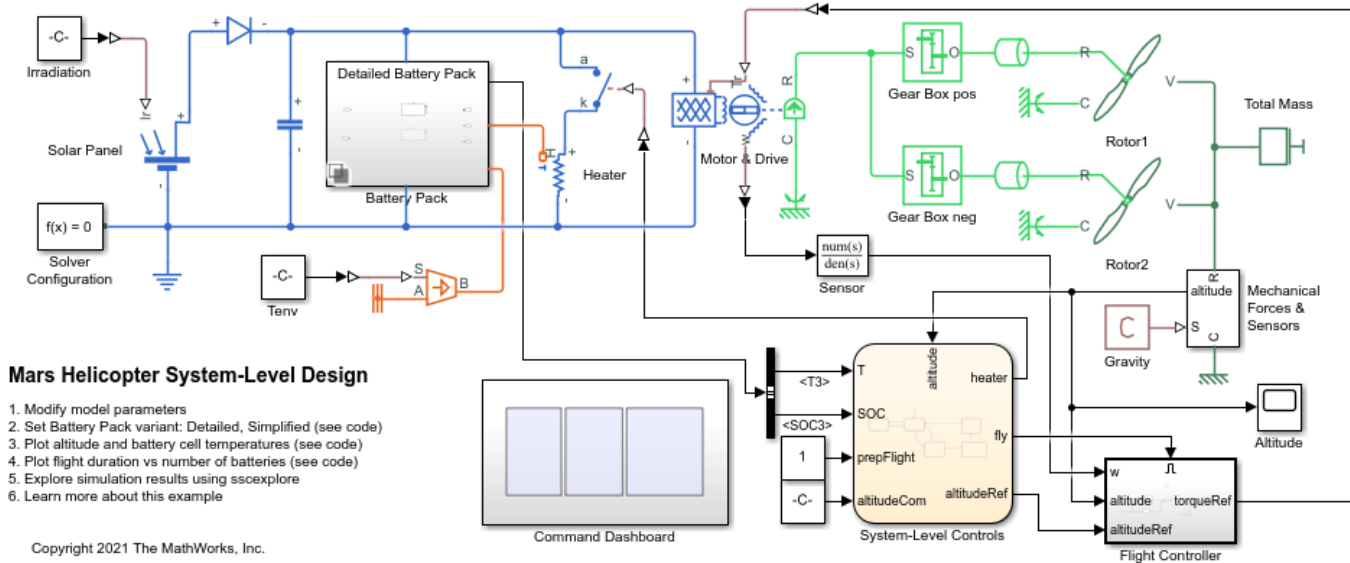 -C-
Irradiation
Ir
+
-
Solar Panel
+
-
f(x) = 0
Solver
Configuration
+
-
Detailed Battery Pack
Battery Pack
-C-
Tenv
S
A
B
a
k
H
+
-
Heater
+
-
Tr
w
Motor & Drive
R
C
S
O
Gear Box pos
S
O
Gear Box neg
R
C
V
Rotor1
R
C
V
Rotor2
Total Mass
num(s)
den(s)
Sensor
R
altitude
S
C
Mechanical
Forces &
Sensors
C
Gravity
Altitude
Mars Helicopter System-Level Design
1. Modify model parameters
2. Set Battery Pack variant: Detailed, Simplified (see code)
3. Plot altitude and battery cell temperatures (see code)
4. Plot flight duration vs number of batteries (see code)
5. Explore simulation results using sscexplore
6. Learn more about this example
Copyright 2021 The MathWorks, Inc.
Command Dashboard
<T3>
<SOC3>
1
-C-
altitude
T
SOC
prepFlight
altitudeCom
heater
fly
altitudeRef
System-Level Controls
w
altitude
altitudeRef
torqueRef
Flight Controller